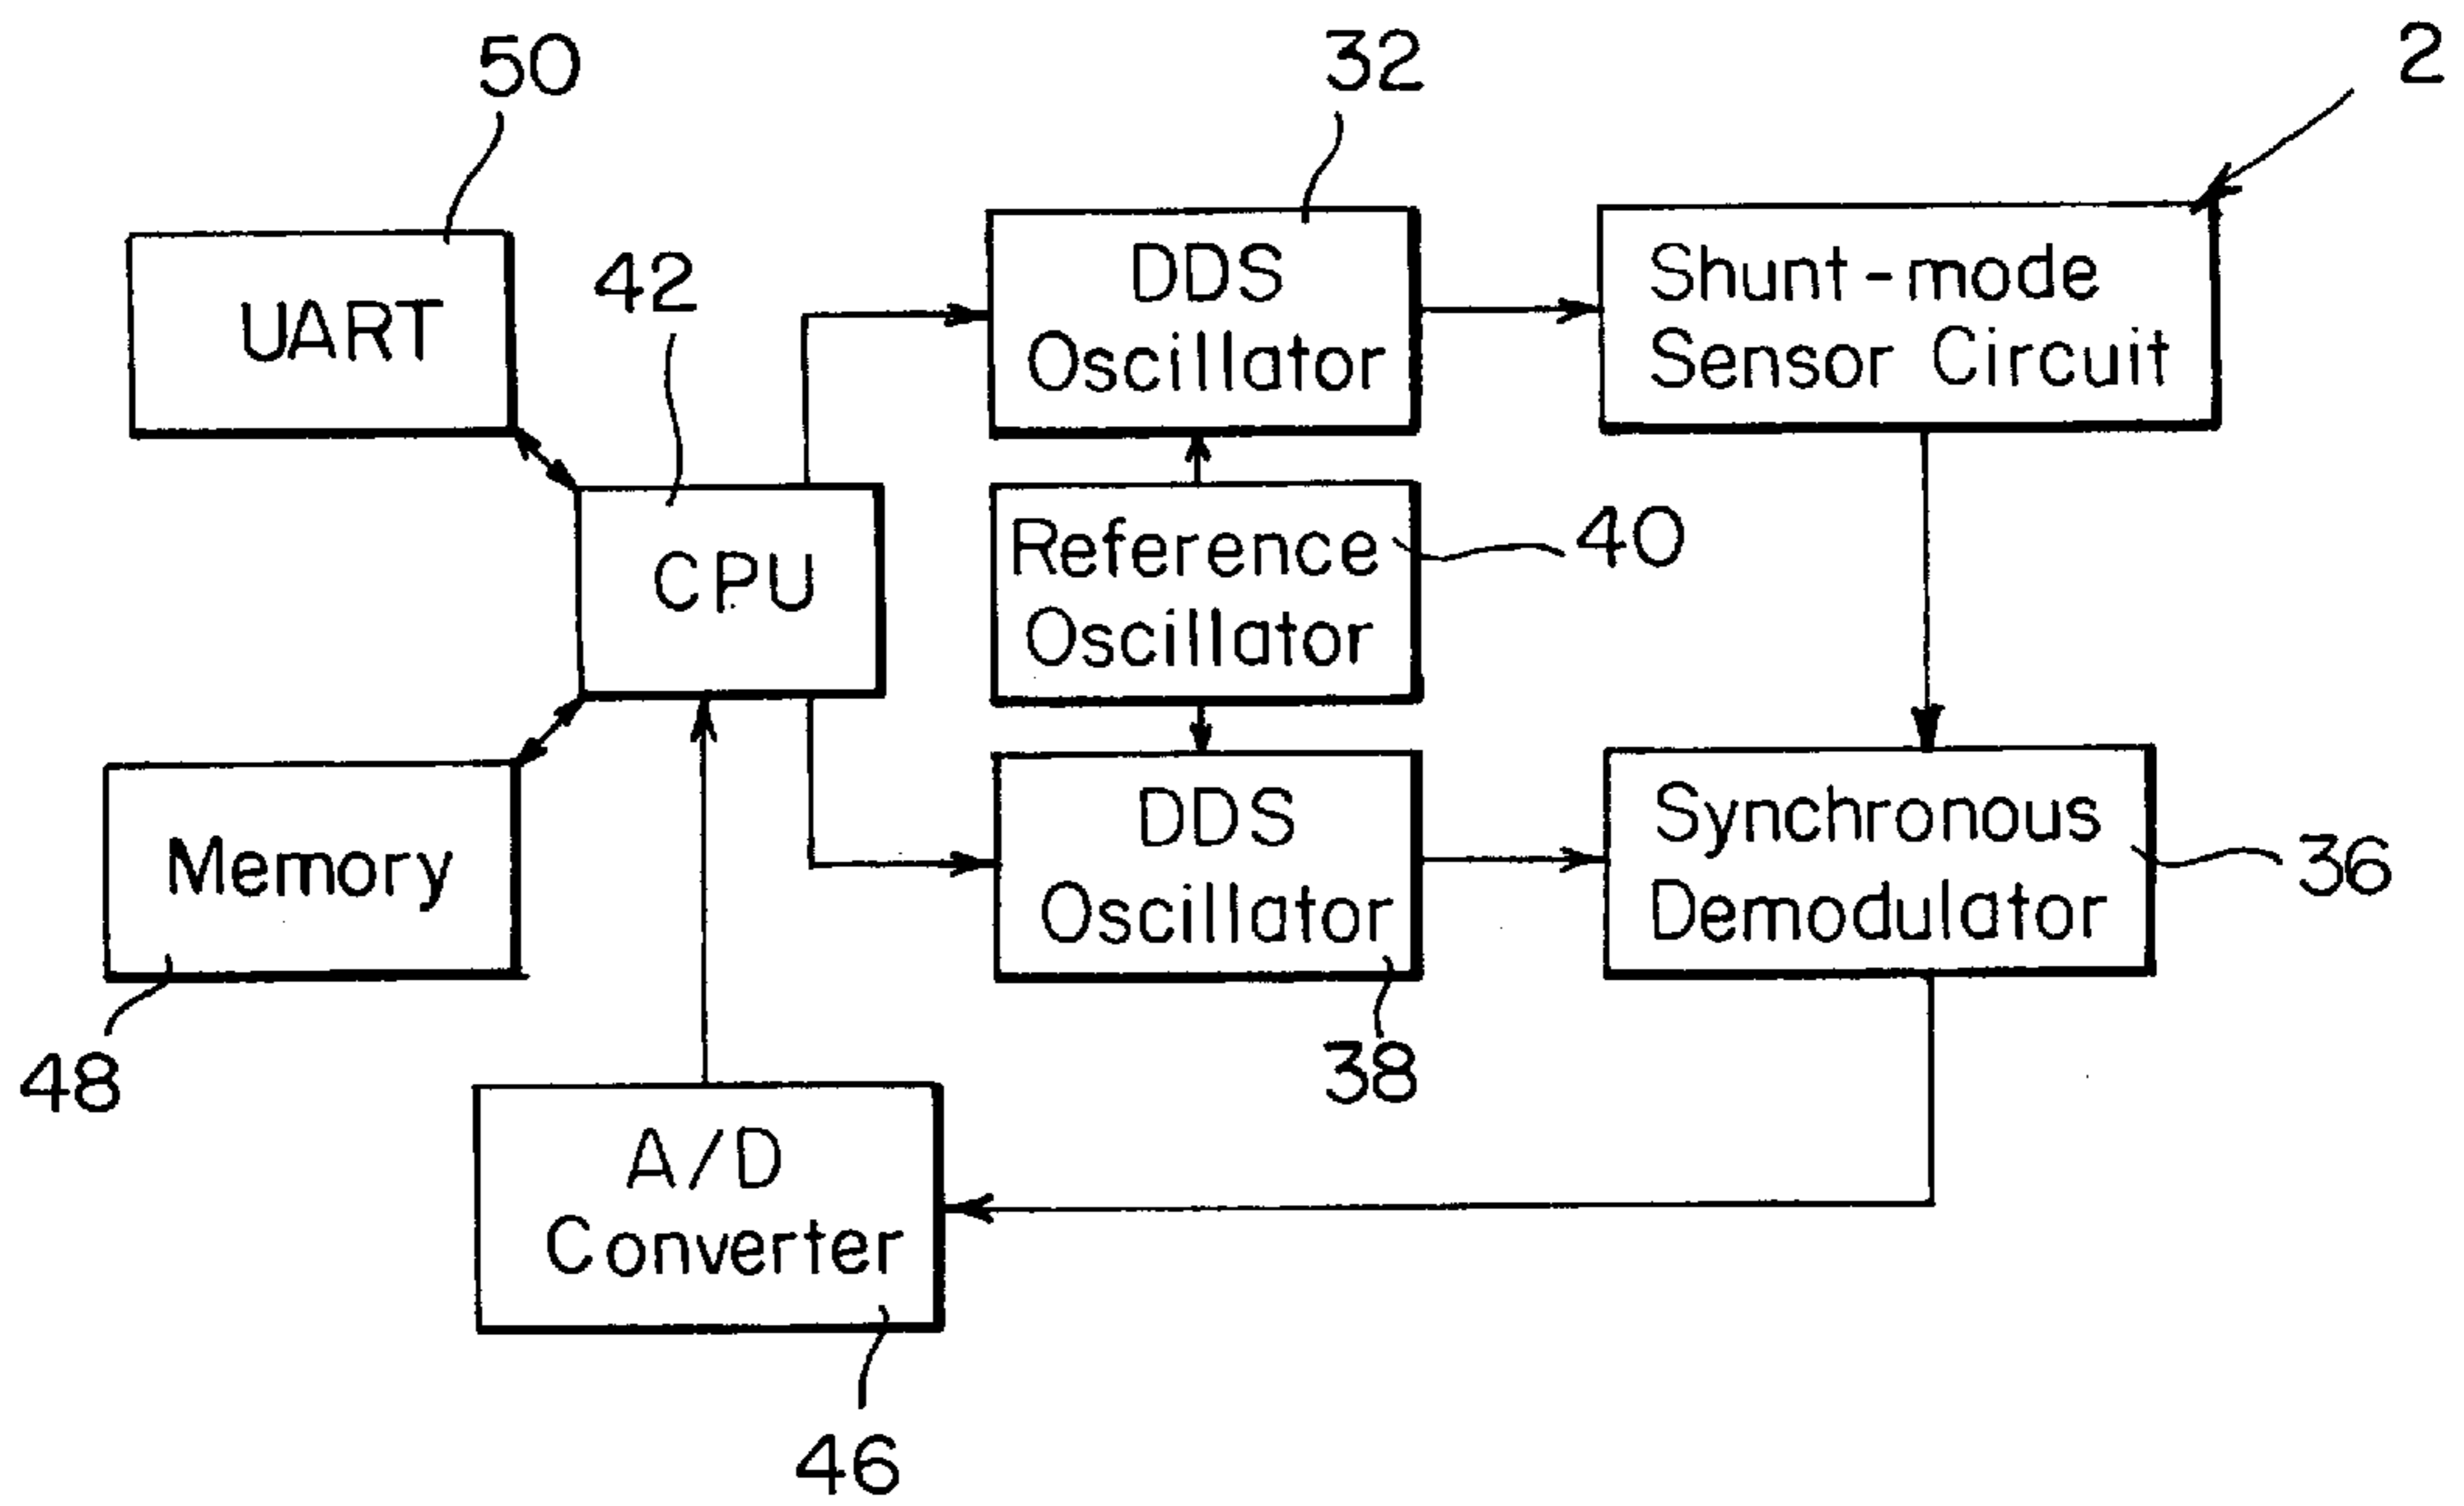 50
32
2
UART
42
DDS
Oscillator
Shunt-mode
Sensor Circuit
CPU
Reference
Oscillator
40
Memory
48
DDS
Oscillator
38
Synchronous
Demodulator
36
A/D
Converter
46